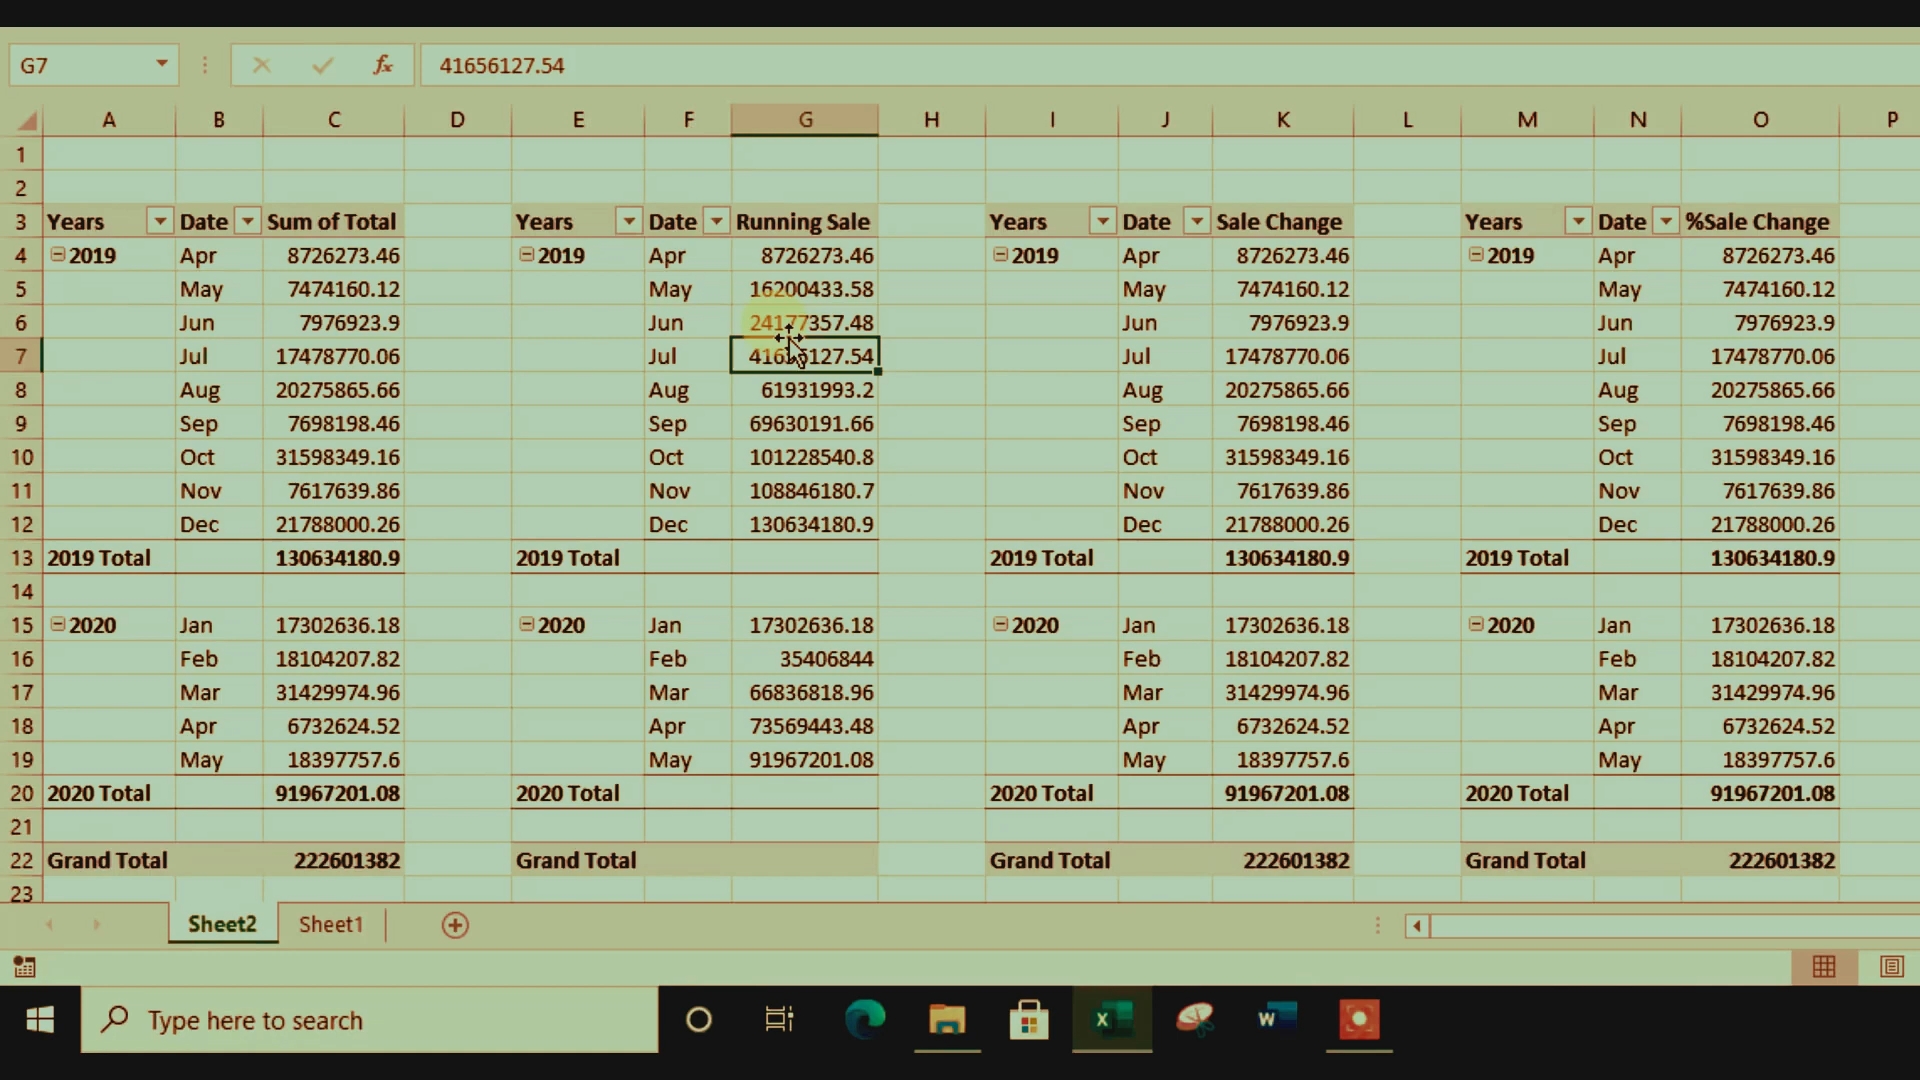 G7 fx 41656127.54
A B C D E F G H I J K L M N O P
1
2
3 Years Date Sum of Total Years Date Running Sale Years Date Sale Change Years Date %Sale Change
4 2019 Apr 8726273.46 2019 Apr 8726273.46 2019 Apr 8726273.46 2019 Apr 8726273.46
5 May 7474160.12 May 16200433.58 May 7474160.12 May 7474160.12
6 Jun 7976923.9 Jun 24177357.48 Jun 7976923.9 Jun 7976923.9
7 Jul 17478770.06 Jul 41656127.54 Jul 17478770.06 Jul 17478770.06
8 Aug 20275865.66 Aug 61931993.2 Aug 20275865.66 Aug 20275865.66
9 Sep 7698198.46 Sep 69630191.66 Sep 7698198.46 Sep 7698198.46
10 Oct 31598349.16 Oct 101228540.8 Oct 31598349.16 Oct 31598349.16
11 Nov 7617639.86 Nov 108846180.7 Nov 7617639.86 Nov 7617639.86
12 Dec 21788000.26 Dec 130634180.9 Dec 21788000.26 Dec 21788000.26
13 2019 Total 130634180.9 2019 Total 2019 Total 130634180.9 2019 Total 130634180.9
14
15 2020 Jan 17302636.18 2020 Jan 17302636.18 2020 Jan 17302636.18 2020 Jan 17302636.18
16 Feb 18104207.82 Feb 35406844 Feb 18104207.82 Feb 18104207.82
17 Mar 31429974.96 Mar 66836818.96 Mar 31429974.96 Mar 31429974.96
18 Apr 6732624.52 Apr 73569443.48 Apr 6732624.52 Apr 6732624.52
19 May 18397757.6 May 91967201.08 May 18397757.6 May 18397757.6
20 2020 Total 91967201.08 2020 Total 2020 Total 91967201.08 2020 Total 91967201.08
21
22 Grand Total 222601382 Grand Total Grand Total 222601382 Grand Total 222601382
23
Sheet2 Sheet1
Type here to search